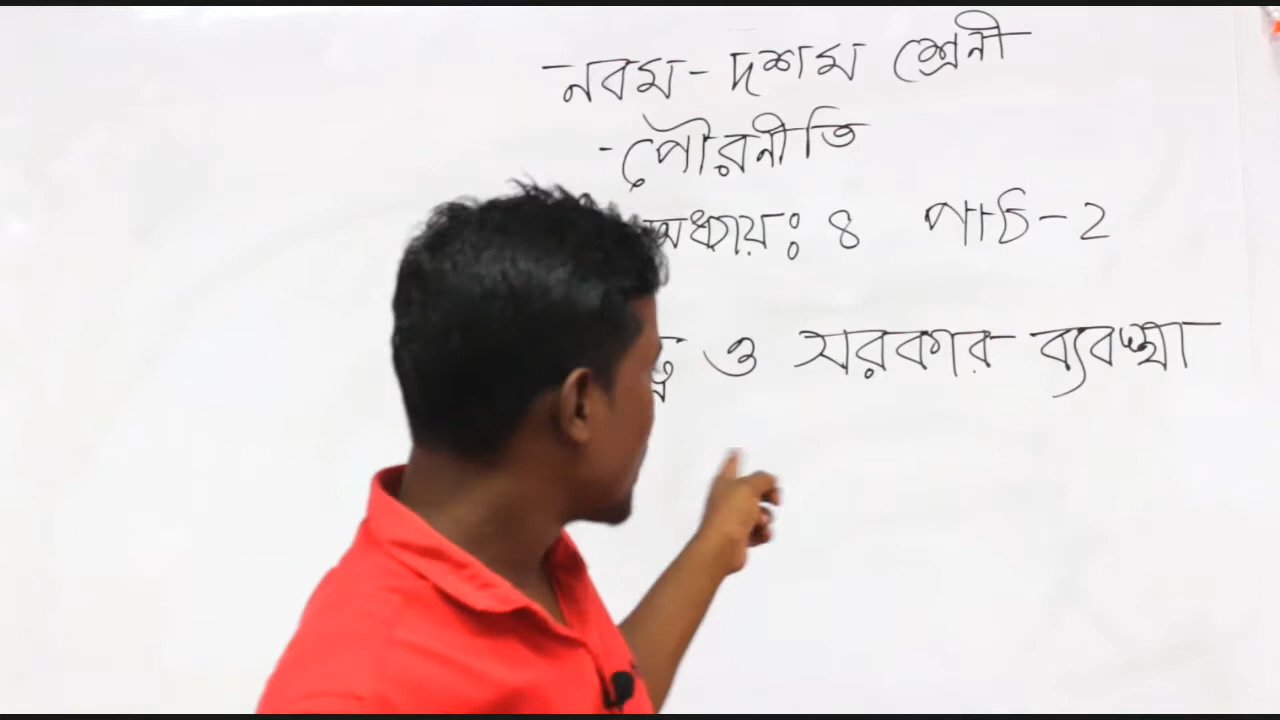 নবম - দশম শ্রেনী
- পৌরনীতি
অধ্যায়ঃ ৪ পাঠ - 2
ও সরকার ব্যবস্থা